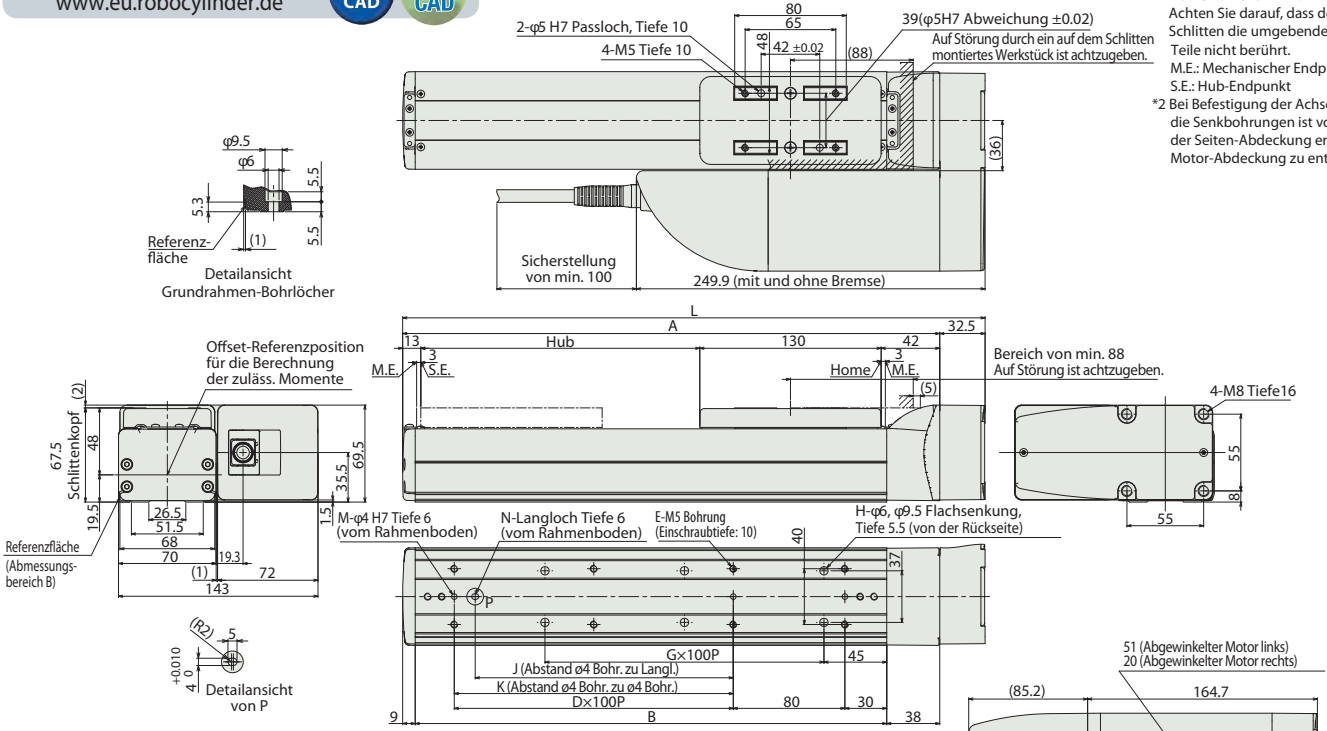 www.eu.robocylinder.de
CAD
CAD
2-φ5 H7 Passloch, Tiefe 10
4-M5 Tiefe 10
80
65
48
42 ±0.02
(88)
39(φ5H7 Abweichung ±0.02)
Auf Störung durch ein auf dem Schlitten
montiertes Werkstück ist achtzugeben.
(36)
Achten Sie darauf, dass
Schlitten die umgebende
Teile nicht berührt.
M.E.: Mechanischer
S.E.: Hub-Endpunkt
*2 Bei Befestigung der
die Senkbohrungen ist
der Seiten-Abdeckung
Motor-Abdeckung zu
φ9.5
φ6
5.5
5.3
5.5
(1)
Referenz-
fläche
Detailansicht
Grundrahmen-Bohrlöcher
Sicherstellung
von min. 100
249.9 (mit und ohne Bremse)
L
A
32.5
13
Hub
130
42
3
M.E.
S.E.
3
Home
M.E.
(5)
Bereich von min. 88
Auf Störung ist achtzugeben.
Offset-Referenzposition
für die Berechnung
der zuläss. Momente
(2)
67.5
Schlittenkopf
48
19.5
69.5
35.5
1.5
26.5
51.5
68
70
19.3
(1)
72
143
Referenzfläche
(Abmessungs-
bereich B)
4-M8 Tiefe16
55
8
55
M-φ4 H7 Tiefe 6
(vom Rahmenboden)
N-Langloch Tiefe 6
(vom Rahmenboden)
E-M5 Bohrung
(Einschraubtiefe: 10)
H-φ6, φ9.5 Flachsenkung,
Tiefe 5.5 (von der Rückseite)
40
37
P
G×100P
45
J (Abstand ø4 Bohr. zu Langl.)
K (Abstand ø4 Bohr. zu ø4 Bohr.)
D×100P
80
30
9
B
38
(R2)
5
+0.010
4 0
Detailansicht
von P
51 (Abgewinkelter Motor links)
20 (Abgewinkelter Motor rechts)
(85.2)
164.7